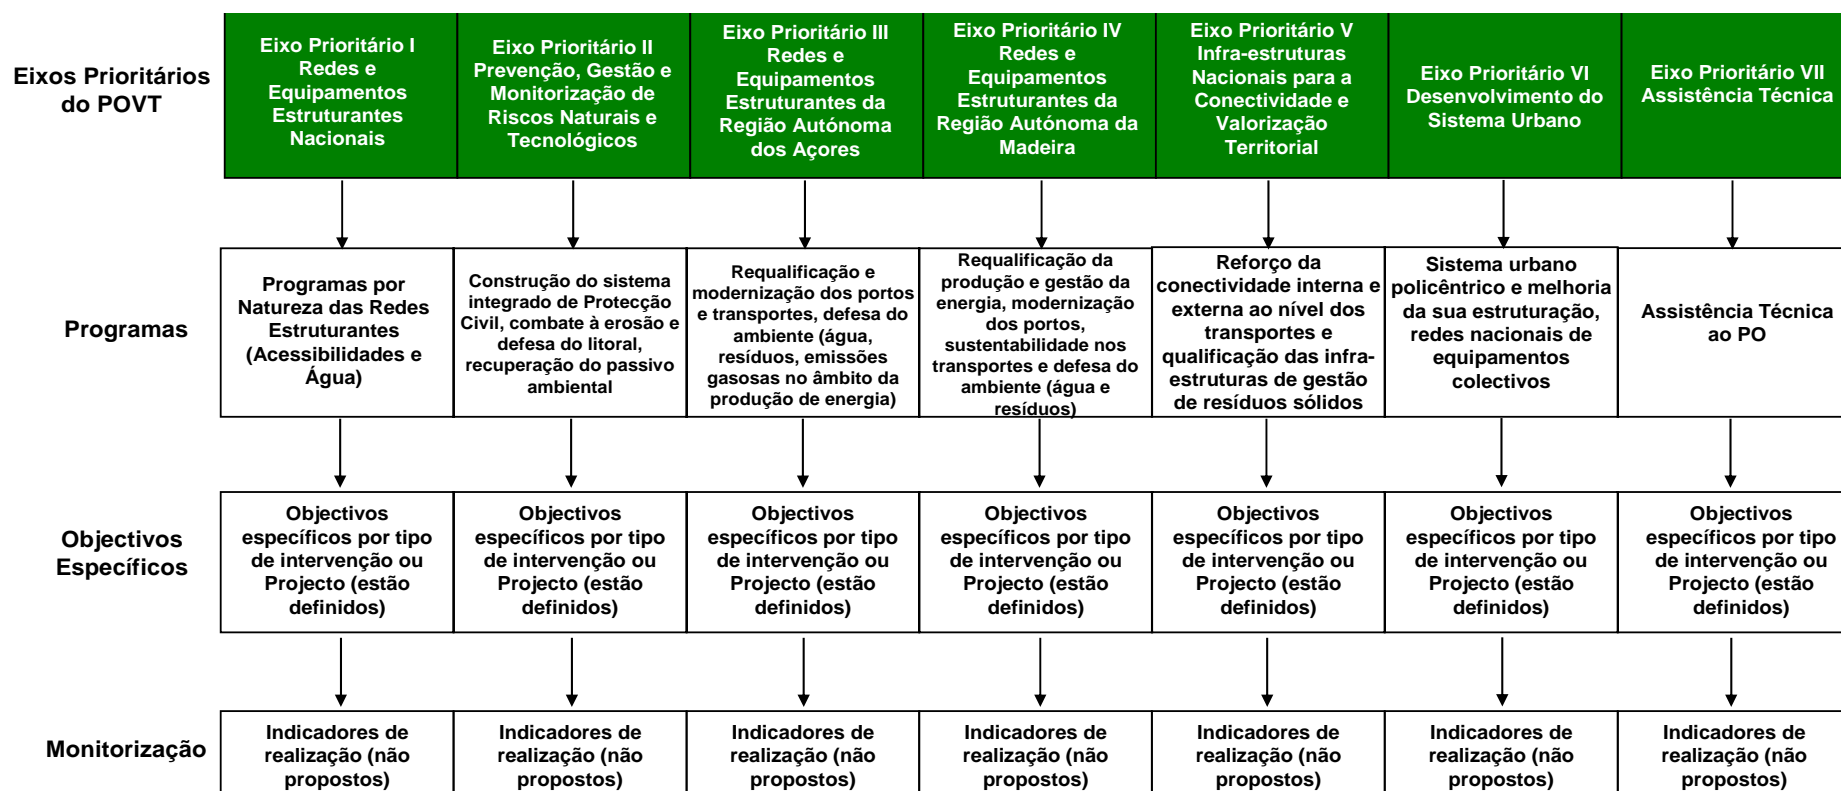 Eixos Prioritários
do POVT
Eixo Prioritário I
Redes e
Equipamentos
Estruturantes
Nacionais
Eixo Prioritário II
Prevenção, Gestão e
Monitorização de
Riscos Naturais e
Tecnológicos
Eixo Prioritário III
Redes e
Equipamentos
Estruturantes da
Região Autónoma
dos Açores
Eixo Prioritário IV
Redes e
Equipamentos
Estruturantes da
Região Autónoma da
Madeira
Eixo Prioritário V
Infra-estruturas
Nacionais para a
Conectividade e
Valorização
Territorial
Eixo Prioritário VI
Desenvolvimento do
Sistema Urbano
Eixo Prioritário VII
Assistência Técnica
Programas
Programas por
Natureza das Redes
Estruturantes
(Acessibilidades e
Água)
Construção do sistema
integrado de Protecção
Civil, combate à erosão e
defesa do litoral,
recuperação do passivo
ambiental
Requalificação e
modernização dos portos
e transportes, defesa do
ambiente (água,
resíduos, emissões
gasosas no âmbito da
produção de energia)
Requalificação da
produção e gestão da
energia, modernização
dos portos,
sustentabilidade nos
transportes e defesa do
ambiente (água e
resíduos)
Reforço da
conectividade interna e
externa ao nível dos
transportes e
qualificação das infra-
estruturas de gestão
de resíduos sólidos
Sistema urbano
policêntrico e melhoria
da sua estruturação,
redes nacionais de
equipamentos
colectivos
Assistência Técnica
ao PO
Objectivos
Específicos
Objectivos
específicos por tipo
de intervenção ou
Projecto (estão
definidos)
Objectivos
específicos por tipo
de intervenção ou
Projecto (estão
definidos)
Objectivos
específicos por tipo
de intervenção ou
Projecto (estão
definidos)
Objectivos
específicos por tipo
de intervenção ou
Projecto (estão
definidos)
Objectivos
específicos por tipo
de intervenção ou
Projecto (estão
definidos)
Objectivos
específicos por tipo
de intervenção ou
Projecto (estão
definidos)
Objectivos
específicos por tipo
de intervenção ou
Projecto (estão
definidos)
Monitorização
Indicadores de
realização (não
propostos)
Indicadores de
realização (não
propostos)
Indicadores de
realização (não
propostos)
Indicadores de
realização (não
propostos)
Indicadores de
realização (não
propostos)
Indicadores de
realização (não
propostos)
Indicadores de
realização (não
propostos)